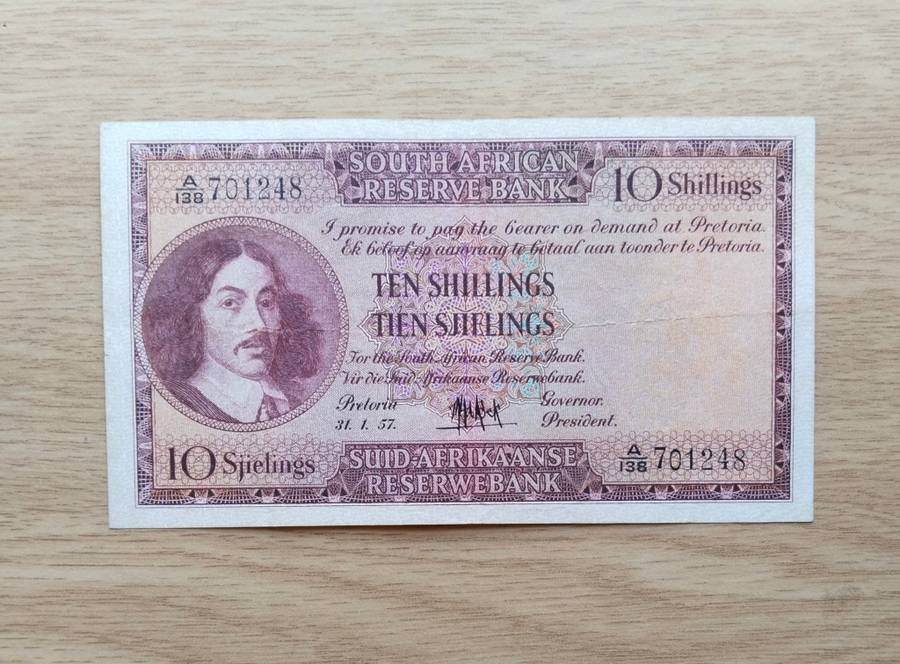 SOUTH AFRICAN
RESERVE BANK
A/138 701248
10 Shillings
I promise to pay the bearer on demand at Pretoria.
Ek beloof op aanvraag te betaal aan toonder te Pretoria.
TEN SHILLINGS
TIEN SJIELINGS
For the South African Reserve Bank.
Vir die Suid-Afrikaanse Reserwebank.
Pretoria
31. 1. 57.
Governor.
President.
10 Sjielings
SUID-AFRIKAANSE
RESERWEBANK
A/138 701248